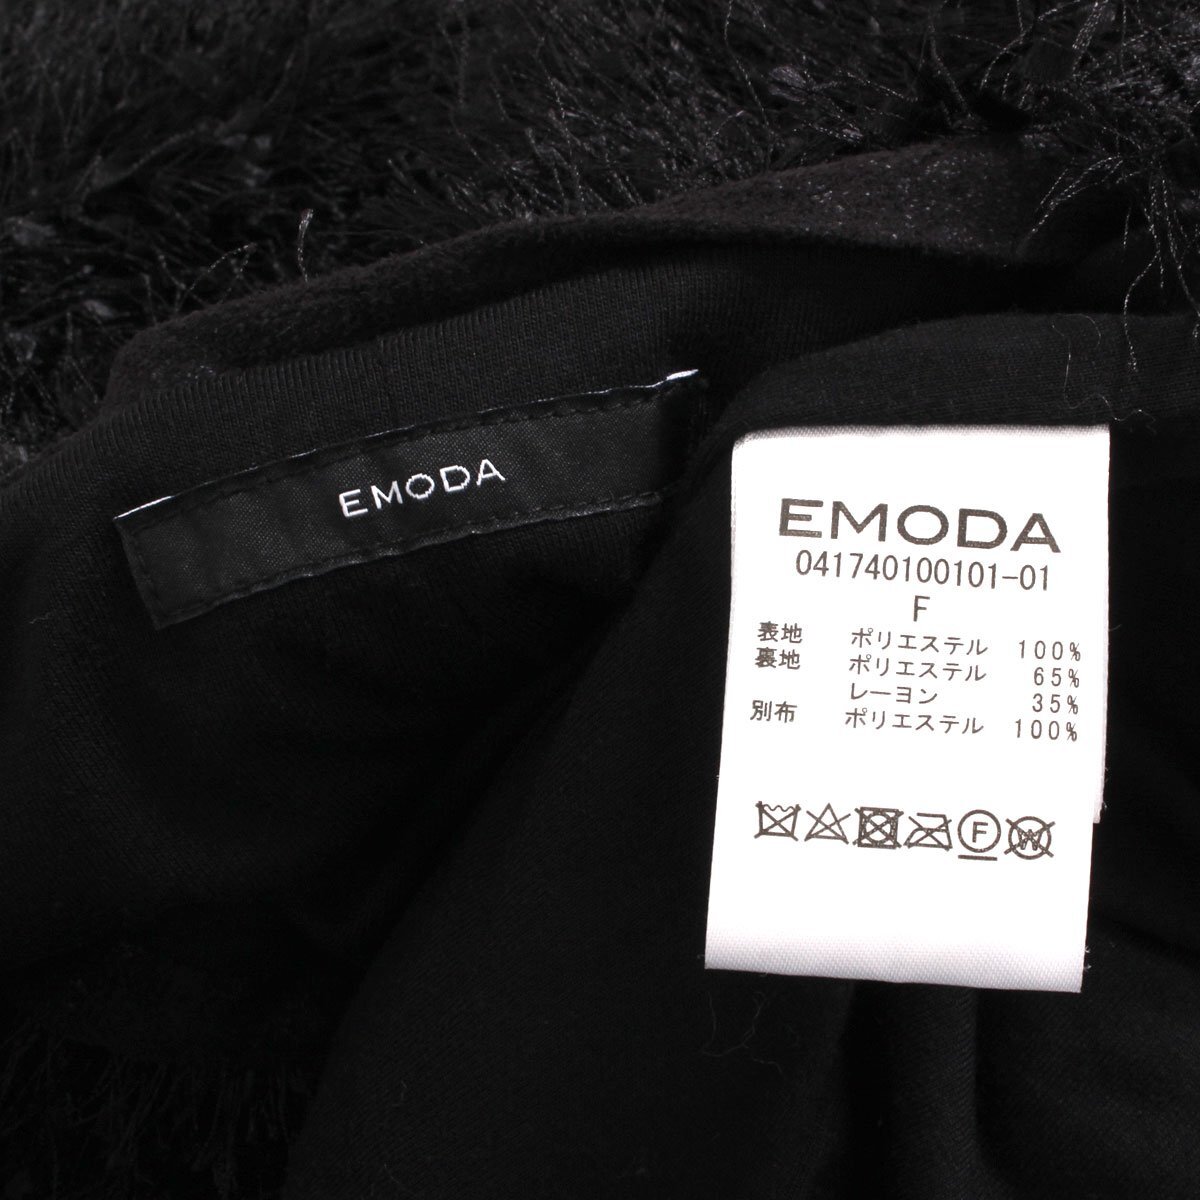 EMODA
EMODA
041740100101-01
F
表地 ポリエステル 100%
裏地 ポリエステル 65%
レーヨン 35%
別布 ポリエステル 100%
F
W